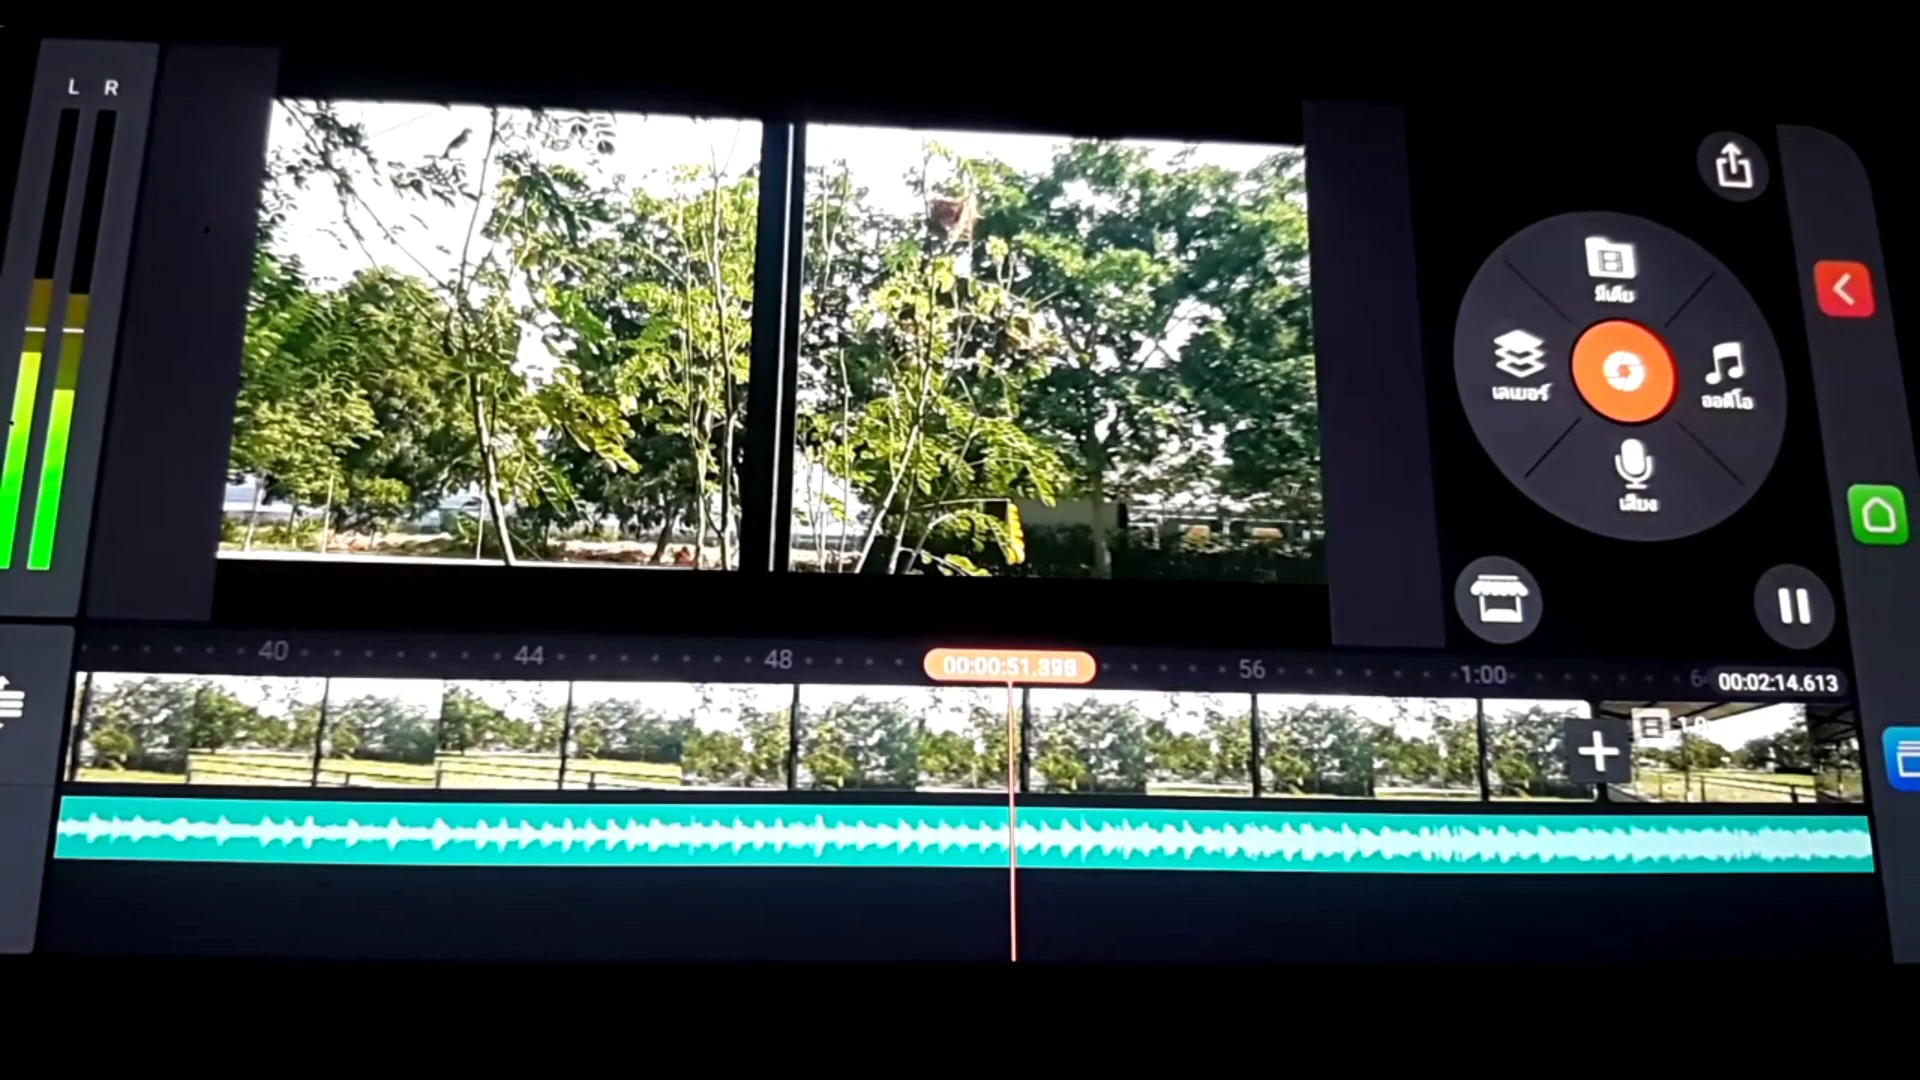 L R
มีเดีย
เลเยอร์
ออดิโอ
เสียง
40 44 48 00:00:51.398 56 1:00 00:02:14.613